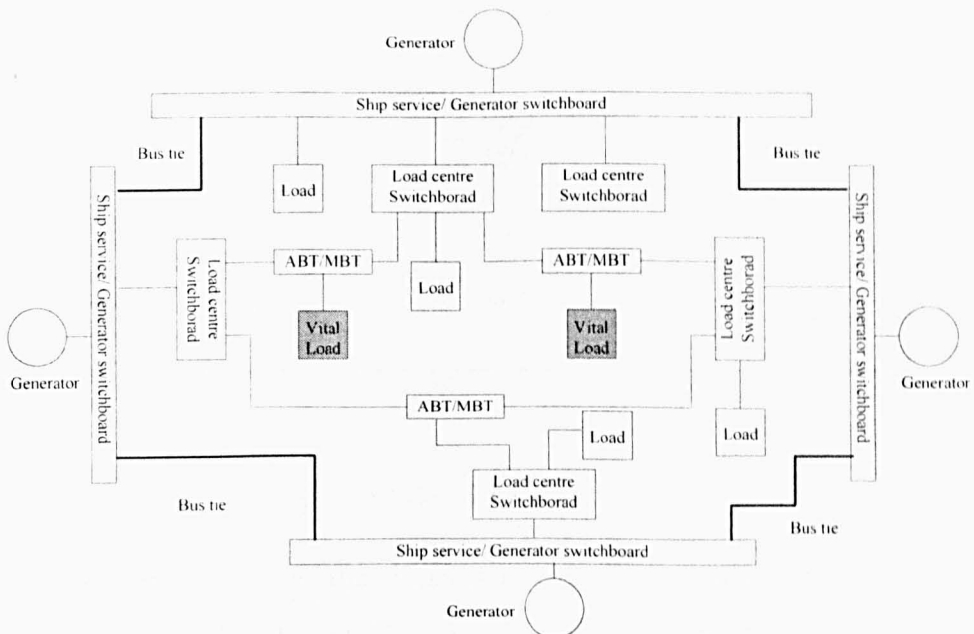 Generator
Ship service/ Generator switchboard
Bus tie
Bus tie
Load
Load centre
Switchborad
Load centre
Switchborad
Ship service/ Generator switchboard
Ship service/ Generator switchboard
Load centre
Switchborad
ABT/MBT
Load
ABT/MBT
Load centre
Switchborad
Vital
Load
Vital
Load
Generator
Generator
ABT/MBT
Load
Load
Load centre
Switchborad
Bus tie
Bus tie
Ship service/ Generator switchboard
Generator